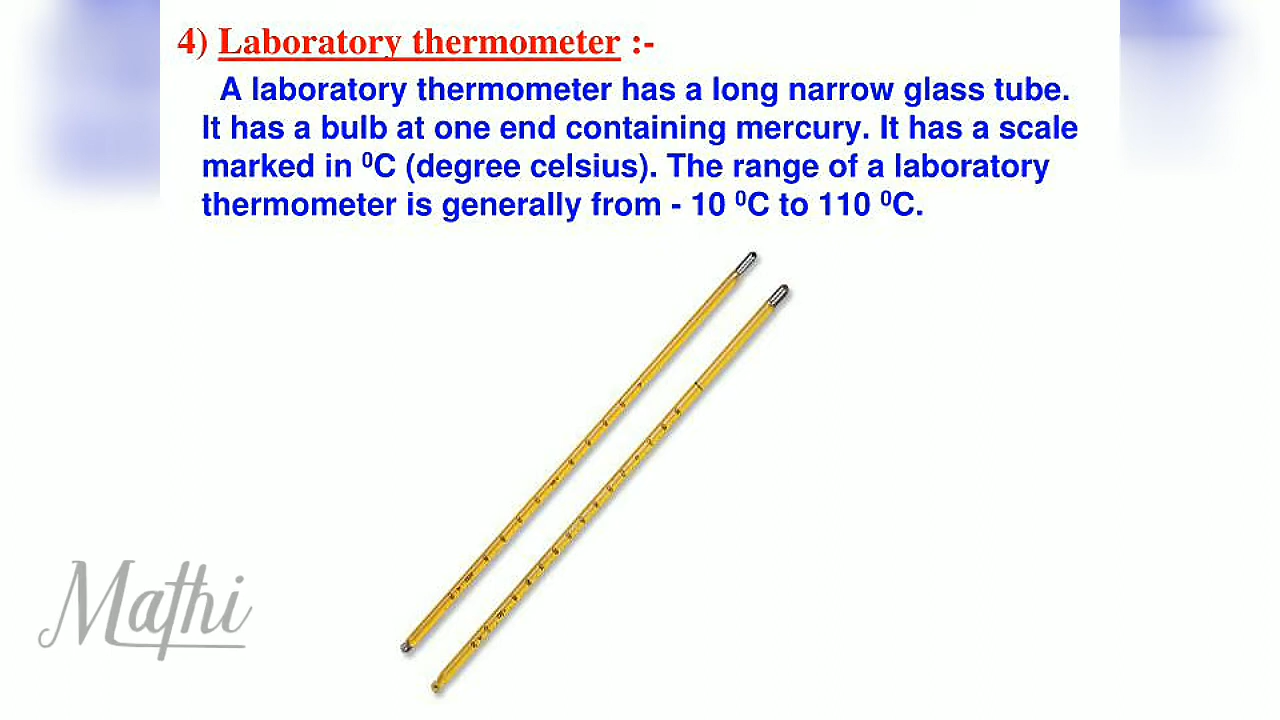 4) Laboratory thermometer :-
A laboratory thermometer has a long narrow glass tube.
It has a bulb at one end containing mercury. It has a scale
marked in ⁰C (degree celsius). The range of a laboratory
thermometer is generally from - 10 ⁰C to 110 ⁰C.
Mathi